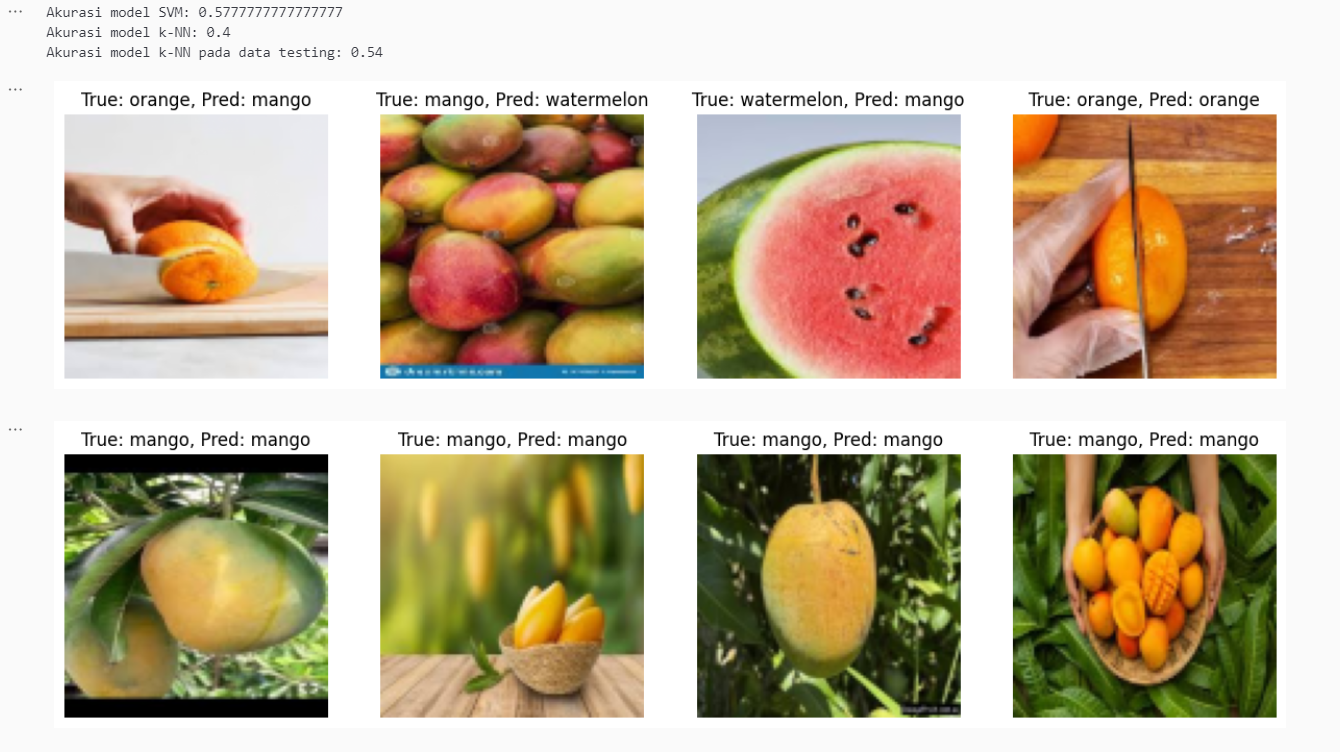 Akurasi model SVM: 0.5777777777777777
Akurasi model k-NN: 0.4
Akurasi model k-NN pada data testing: 0.54
True: orange, Pred: mango
True: mango, Pred: watermelon
True: watermelon, Pred: mango
True: orange, Pred: orange
True: mango, Pred: mango
True: mango, Pred: mango
True: mango, Pred: mango
True: mango, Pred: mango